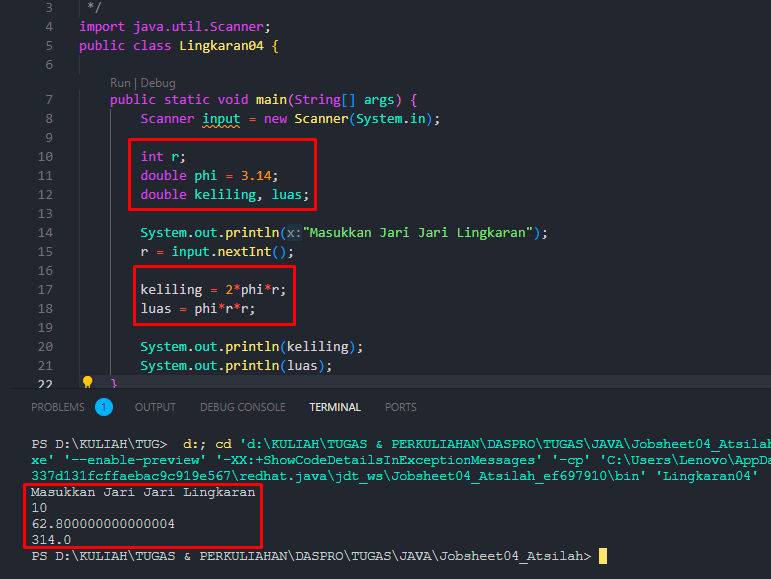 3 */
4 import java.util.Scanner;
5 public class Lingkaran04 {
6
Run | Debug
7 public static void main(String[] args) {
8 Scanner input = new Scanner(System.in);
9
10 int r;
11 double phi = 3.14;
12 double keliling, luas;
13
14 System.out.println(x:"Masukkan Jari Jari Lingkaran");
15 r = input.nextInt();
16
17 keliling = 2*phi*r;
18 luas = phi*r*r;
19
20 System.out.println(keliling);
21 System.out.println(luas);
22 }
PROBLEMS 1 OUTPUT DEBUG CONSOLE TERMINAL PORTS
PS D:\KULIAH\TUG> d:; cd 'd:\KULIAH\TUGAS & PERKULIAHAN\DASPRO\TUGAS\JAVA\Jobsheet04_Atsilah
xe' '--enable-preview' '-XX:+ShowCodeDetailsInExceptionMessages' '-cp' 'C:\Users\Lenovo\AppDa
337d131fcffaebac9c919e567\redhat.java\jdt_ws\Jobsheet04_Atsilah_ef697910\bin' 'Lingkaran04'
Masukkan Jari Jari Lingkaran
10
62.800000000000004
314.0
PS D:\KULIAH\TUGAS & PERKULIAHAN\DASPRO\TUGAS\JAVA\Jobsheet04_Atsilah>